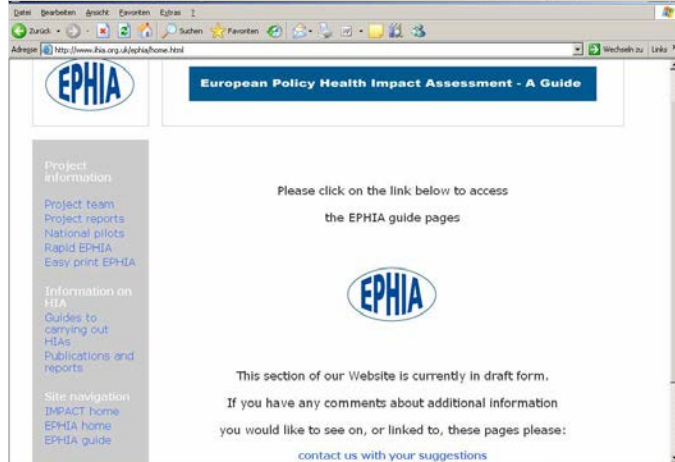 Datei Bearbeiten Ansicht Favoriten Extras ?
Zurück Suchen Favoriten
Adresse http://www.ihia.org.uk/ephia/home.html Wechseln zu Links
EPHIA
European Policy Health Impact Assessment - A Guide
Project
information
Project team
Project reports
National pilots
Rapid EPHIA
Easy print EPHIA
Information on
HIA
Guides to
carrying out
HIAs
Publications and
reports
Site navigation
IMPACT home
EPHIA home
EPHIA guide
Please click on the link below to access
the EPHIA guide pages
EPHIA
This section of our Website is currently in draft form.
If you have any comments about additional information
you would like to see on, or linked to, these pages please:
contact us with your suggestions